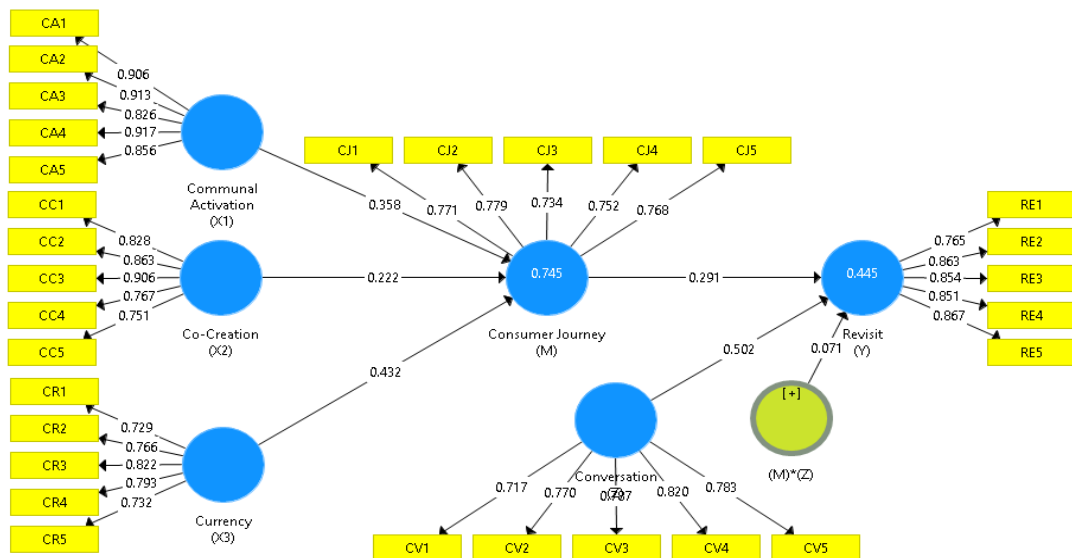 CA1
CA2
CA3
CA4
CA5
0.906
0.913
0.826
0.917
0.856
Communal
Activation
(X1)
CC1
CC2
CC3
CC4
CC5
0.828
0.863
0.906
0.767
0.751
Co-Creation
(X2)
CR1
CR2
CR3
CR4
CR5
0.729
0.766
0.822
0.793
0.732
Currency
(X3)
0.358
0.222
0.432
CJ1
CJ2
CJ3
CJ4
CJ5
0.771
0.779
0.734
0.752
0.768
0.745
Consumer Journey
(M)
0.291
0.502
0.071
0.445
Revisit
(Y)
RE1
RE2
RE3
RE4
RE5
0.765
0.863
0.854
0.851
0.867
[+]
(M)*(Z)
Conversation
0.717
0.770
0.820
0.783
CV1
CV2
CV3
CV4
CV5